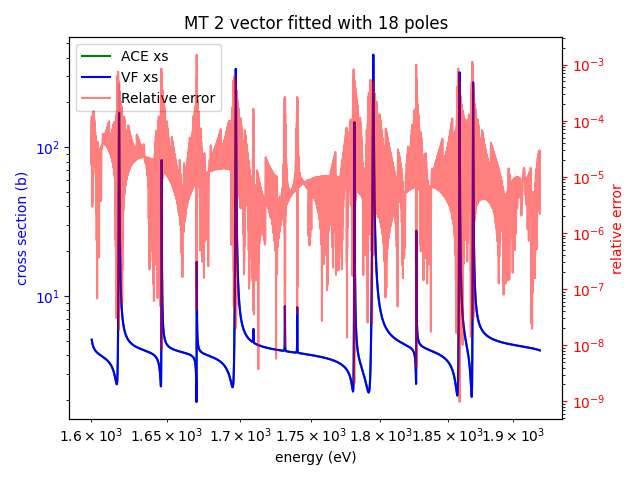 MT 2 vector fitted with 18 poles
ACE xs
VF xs
Relative error
cross section (b)
10²
10¹
10⁻³
10⁻⁴
10⁻⁵
10⁻⁶
10⁻⁷
10⁻⁸
10⁻⁹
relative error
1.6 × 10³ 1.65 × 10³ 1.7 × 10³ 1.75 × 10³ 1.8 × 10³ 1.85 × 10³ 1.9 × 10³
energy (eV)